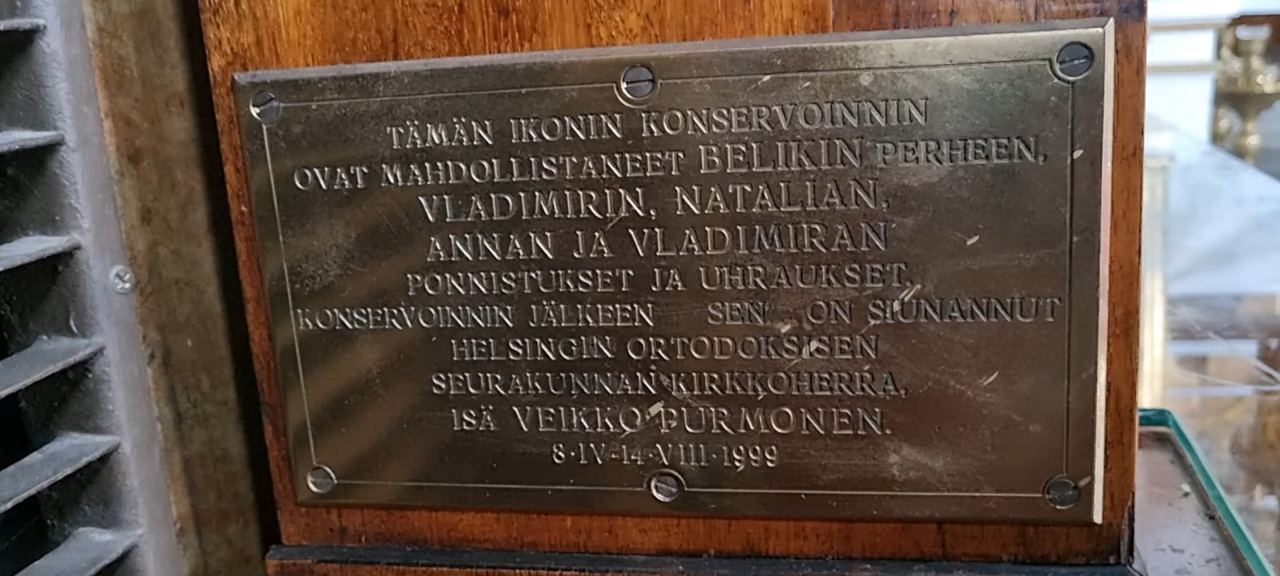 TÄMÄN IKONIN KONSERVOINNIN
OVAT MAHDOLLISTANEET BELIKIN PERHEEN,
VLADIMIRIN, NATALIAN,
ANNAN JA VLADIMIRAN
PONNISTUKSET JA UHRAUKSET.
KONSERVOINNIN JÄLKEEN SEN ON SIUNANNUT
HELSINGIN ORTODOKSISEN
SEURAKUNNAN KIRKKOHERRA,
ISÄ VEIKKO PURMONEN.
8·IV-14·VIII·1999